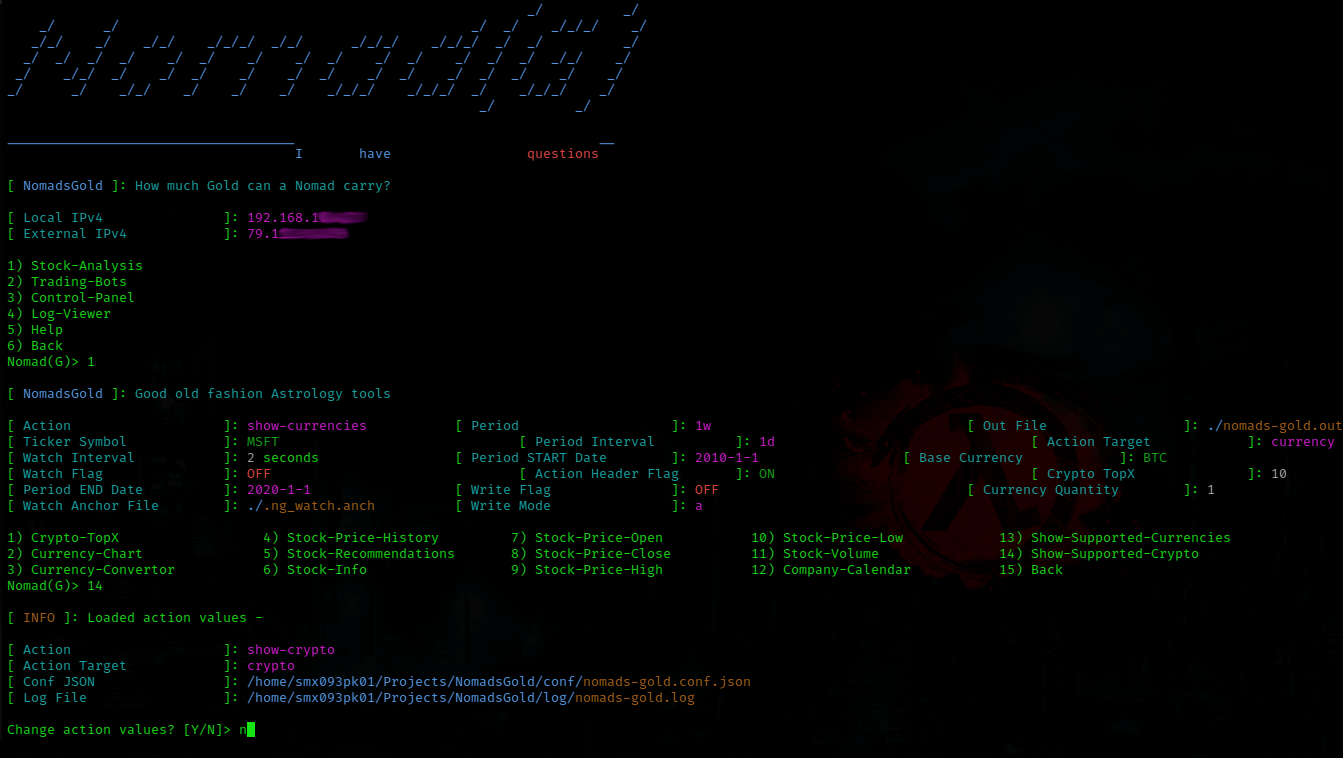 Nomad(G)
I have questions
[ NomadsGold ]: How much Gold can a Nomad carry?
[ Local IPv4 ]: 192.168.1
[ External IPv4 ]: 79.1
1) Stock-Analysis
2) Trading-Bots
3) Control-Panel
4) Log-Viewer
5) Help
6) Back
Nomad(G)> 1
[ NomadsGold ]: Good old fashion Astrology tools
[ Action ]: show-currencies [ Period ]: 1w [ Out File ]: ./nomads-gold.out
[ Ticker Symbol ]: MSFT [ Period Interval ]: 1d [ Action Target ]: currency
[ Watch Interval ]: 2 seconds [ Period START Date ]: 2010-1-1 [ Base Currency ]: BTC
[ Watch Flag ]: OFF [ Action Header Flag ]: ON [ Crypto TopX ]: 10
[ Period END Date ]: 2020-1-1 [ Write Flag ]: OFF [ Currency Quantity ]: 1
[ Watch Anchor File ]: ./.ng_watch.anch [ Write Mode ]: a
1) Crypto-TopX 4) Stock-Price-History 7) Stock-Price-Open 10) Stock-Price-Low 13) Show-Supported-Currencies
2) Currency-Chart 5) Stock-Recommendations 8) Stock-Price-Close 11) Stock-Volume 14) Show-Supported-Crypto
3) Currency-Convertor 6) Stock-Info 9) Stock-Price-High 12) Company-Calendar 15) Back
Nomad(G)> 14
[ INFO ]: Loaded action values -
[ Action ]: show-crypto
[ Action Target ]: crypto
[ Conf JSON ]: /home/smx093pk01/Projects/NomadsGold/conf/nomads-gold.conf.json
[ Log File ]: /home/smx093pk01/Projects/NomadsGold/log/nomads-gold.log
Change action values? [Y/N]> n